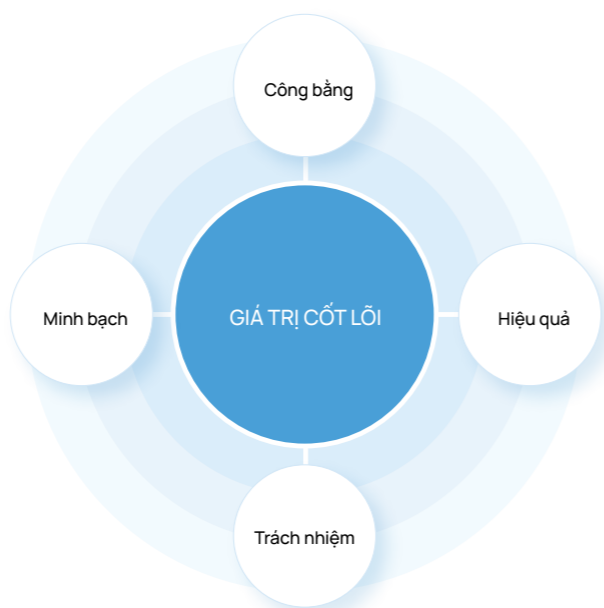 Công bằng
Minh bạch
GIÁ TRỊ CỐT LÕI
Hiệu quả
Trách nhiệm